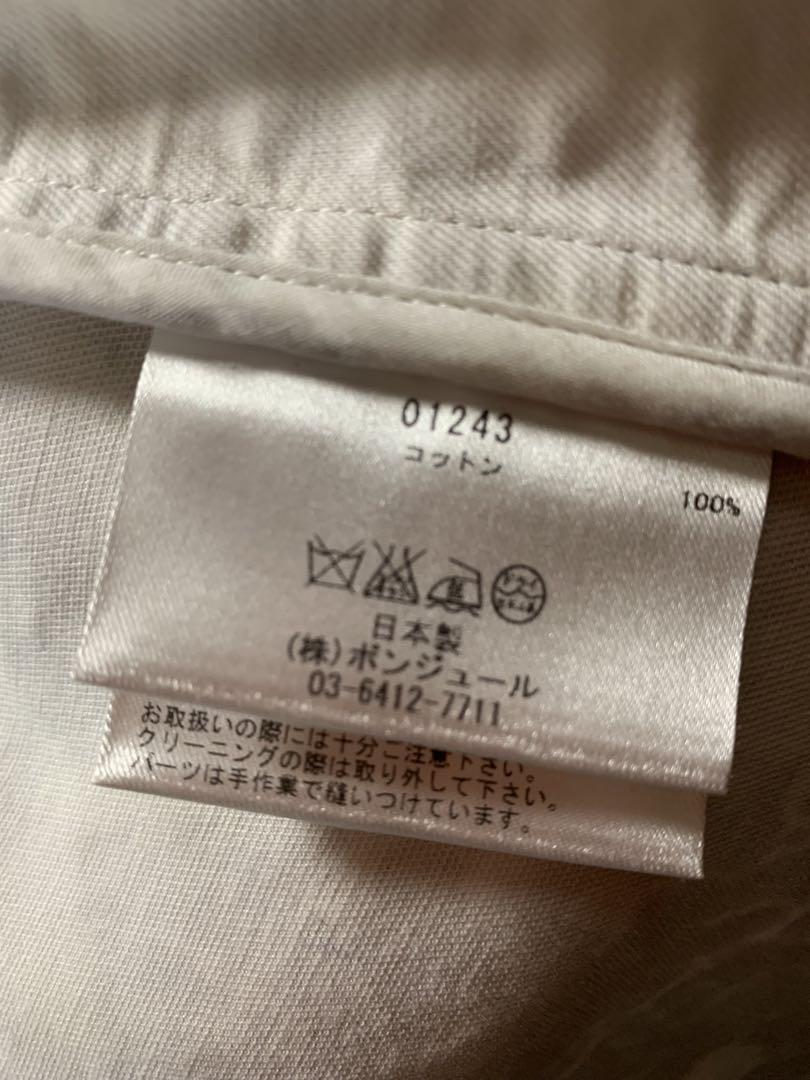 01243
コットン
100%
ドライ
日本製
(株)ボンジュール
03-6412-7711
お取扱いの際には十分ご注意下さい。
クリーニングの際は取り外して下さい。
パーツは手作業で縫いつけています。